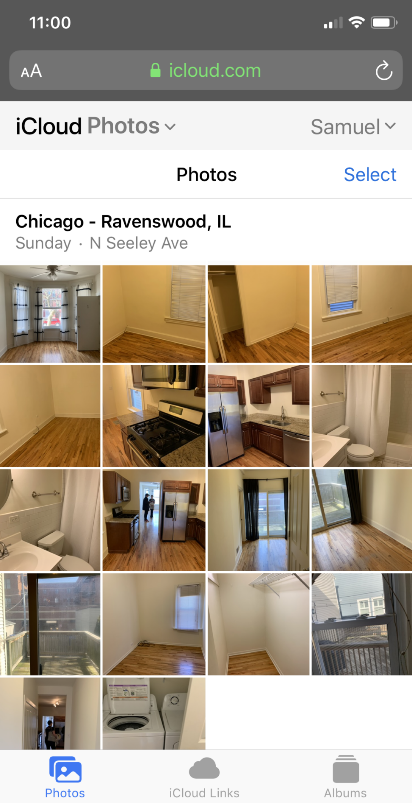 11:00
AA icloud.com
iCloud Photos Samuel
Photos Select
Chicago - Ravenswood, IL
Sunday · N Seeley Ave
Photos iCloud Links Albums